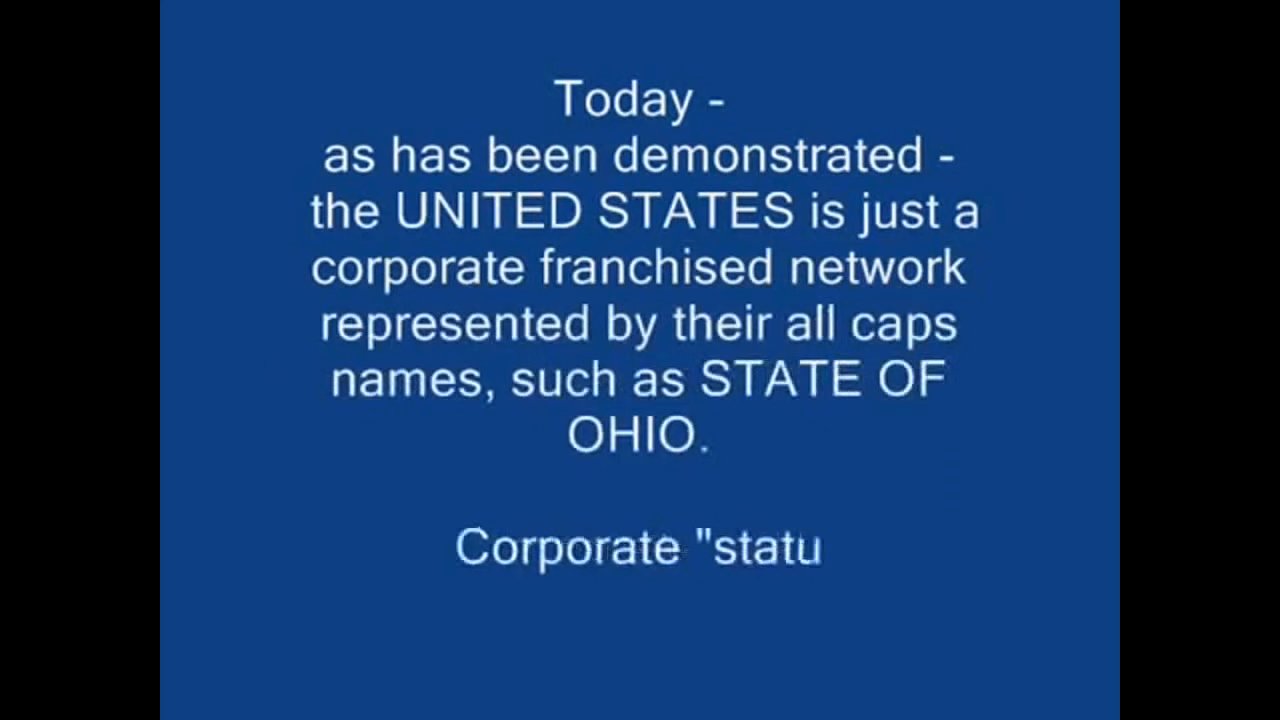 Today -
as has been demonstrated -
the UNITED STATES is just a
corporate franchised network
represented by their all caps
names, such as STATE OF
OHIO.
Corporate "statu